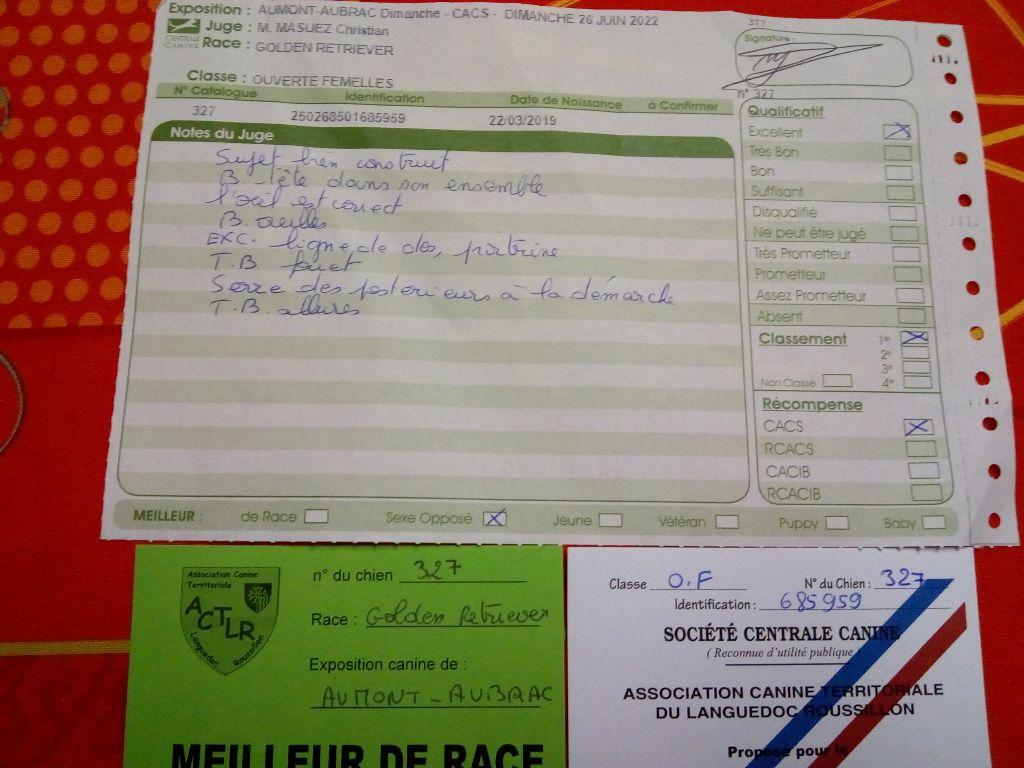 Exposition : AUMONT-AUBRAC Dimanche - CACS - DIMANCHE 26 JUIN 2022
Juge : M. MASUEZ Christian
CENTRALE CANINE
Race : GOLDEN RETRIEVER
Classe : OUVERTE FEMELLES
377
Signature :
n° 327
N° Catalogue Identification Date de Naissance à Confirmer
327 250268501685959 22/03/2019
Notes du Juge
Sujet bien construit
B. tête dans son ensemble
l'oeil est correct
B. oreilles
EXC. ligne de dos, poitrine
T.B. fouet
Serre des posterieurs à la démarche
T.B. allures
Qualificatif
Excellent
Très Bon
Bon
Suffisant
Disqualifié
Ne peut être jugé
Très Prometteur
Prometteur
Assez Prometteur
Absent
Classement 1er
2e
3e
Non Classé 4e
Récompense
CACS
RCACS
CACIB
RCACIB
MEILLEUR : de Race Sexe Opposé Jeune Vétéran Puppy Baby
Association Canine
Territoriale
ACTLR
Languedoc Roussillon
n° du chien 327
Race : Golden Retriever
Exposition canine de :
AUMONT-AUBRAC
MEILLEUR DE RACE
Classe O.F N° du Chien : 327
Identification : 685959
SOCIÉTÉ CENTRALE CANINE
( Reconnue d'utilité publique )
ASSOCIATION CANINE TERRITORIALE
DU LANGUEDOC ROUSSILLON
Proposé pour le